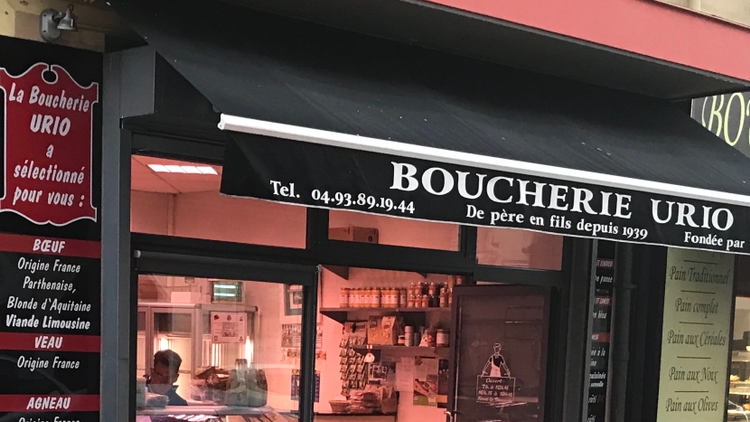 La Boucherie
URIO
a
sélectionné
pour vous :
BŒUF
Origine France
Parthenaise,
Blonde d'Aquitaine
Viande Limousine
VEAU
Origine France
AGNEAU
BOUCHERIE URIO
Tel. 04.93.89.19.44
De père en fils depuis 1939
Fondée par
Pain Traditionnel
Pain complet
Pain aux Céréales
Pain aux Noix
Pain aux Olives